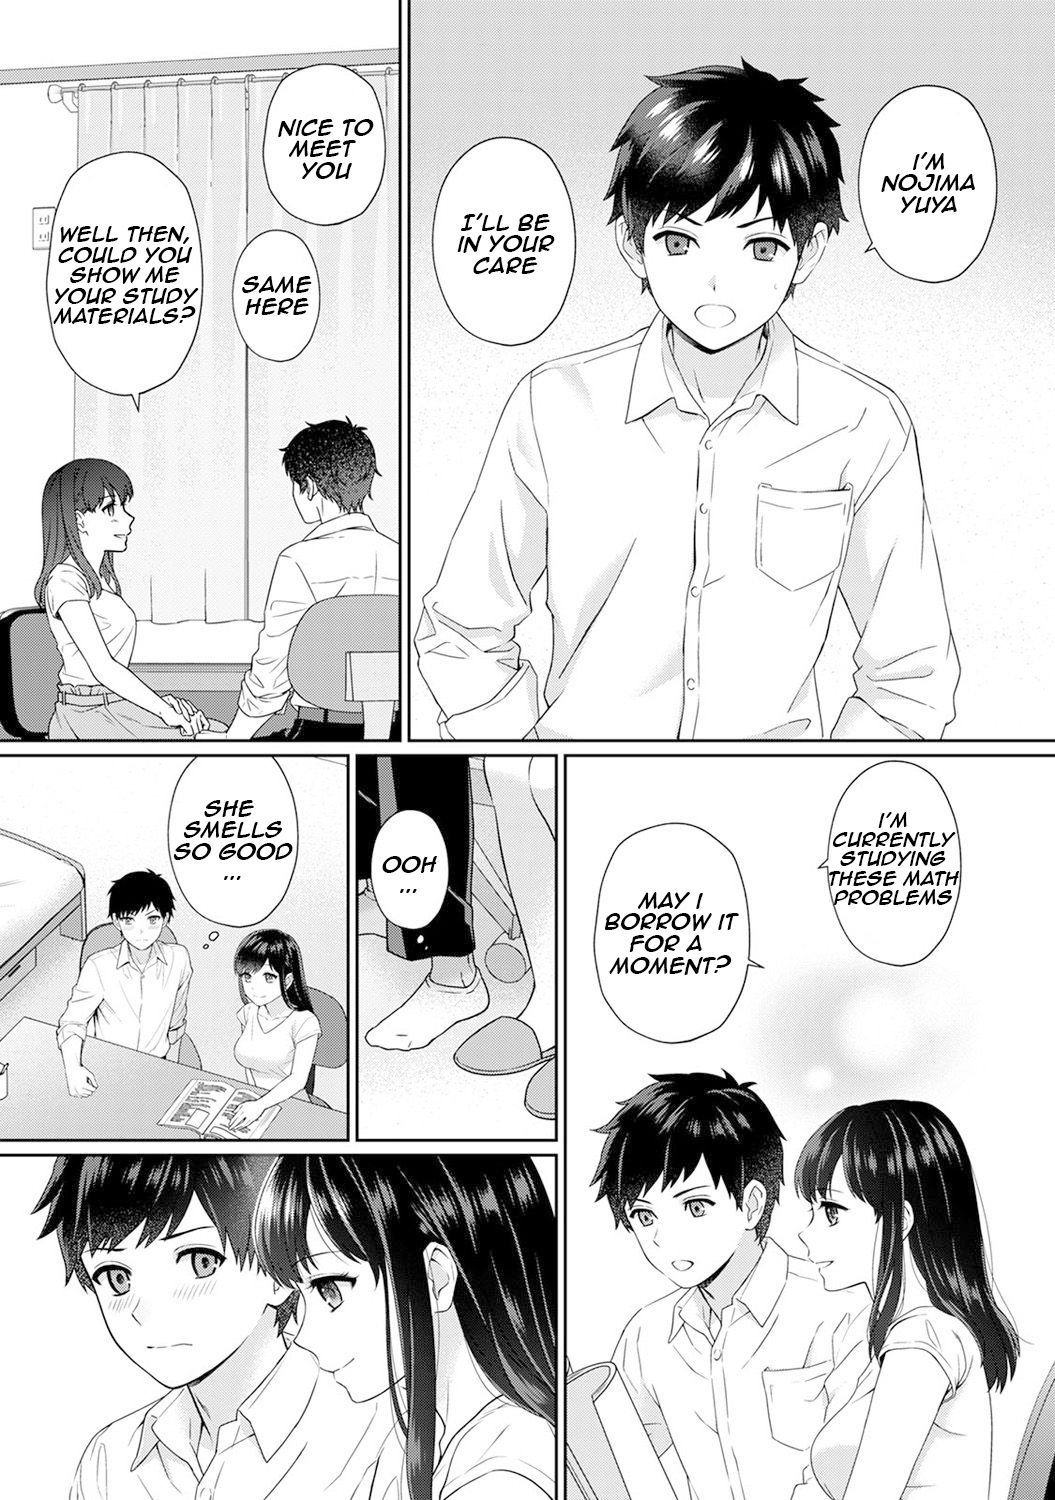 I'M
NOJIMA
YUYA
I'LL BE
IN YOUR
CARE
NICE TO
MEET
YOU
SAME
HERE
WELL THEN,
COULD YOU
SHOW ME
YOUR STUDY
MATERIALS?
I'M
CURRENTLY
STUDYING
THESE MATH
PROBLEMS
MAY I
BORROW IT
FOR A
MOMENT?
OOH
...
SHE
SMELLS
SO GOOD
...